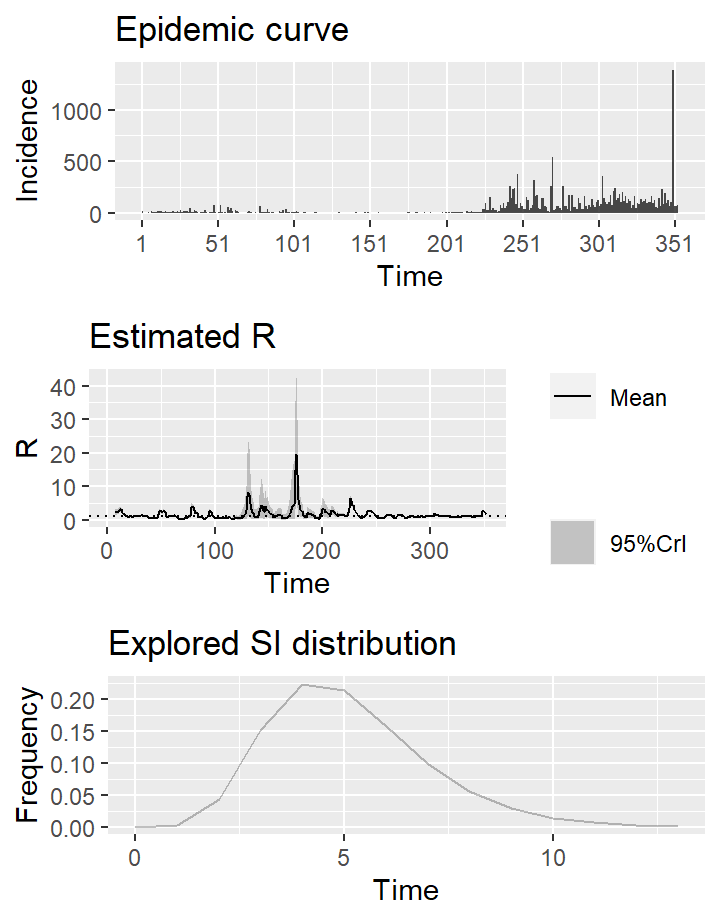 Epidemic curve
Incidence
1000
500
0
1 51 101 151 201 251 301 351
Time
Estimated R
R
40
30
20
10
0
0 100 200 300
Time
Mean
95%CrI
Explored SI distribution
Frequency
0.20
0.15
0.10
0.05
0.00
0 5 10
Time